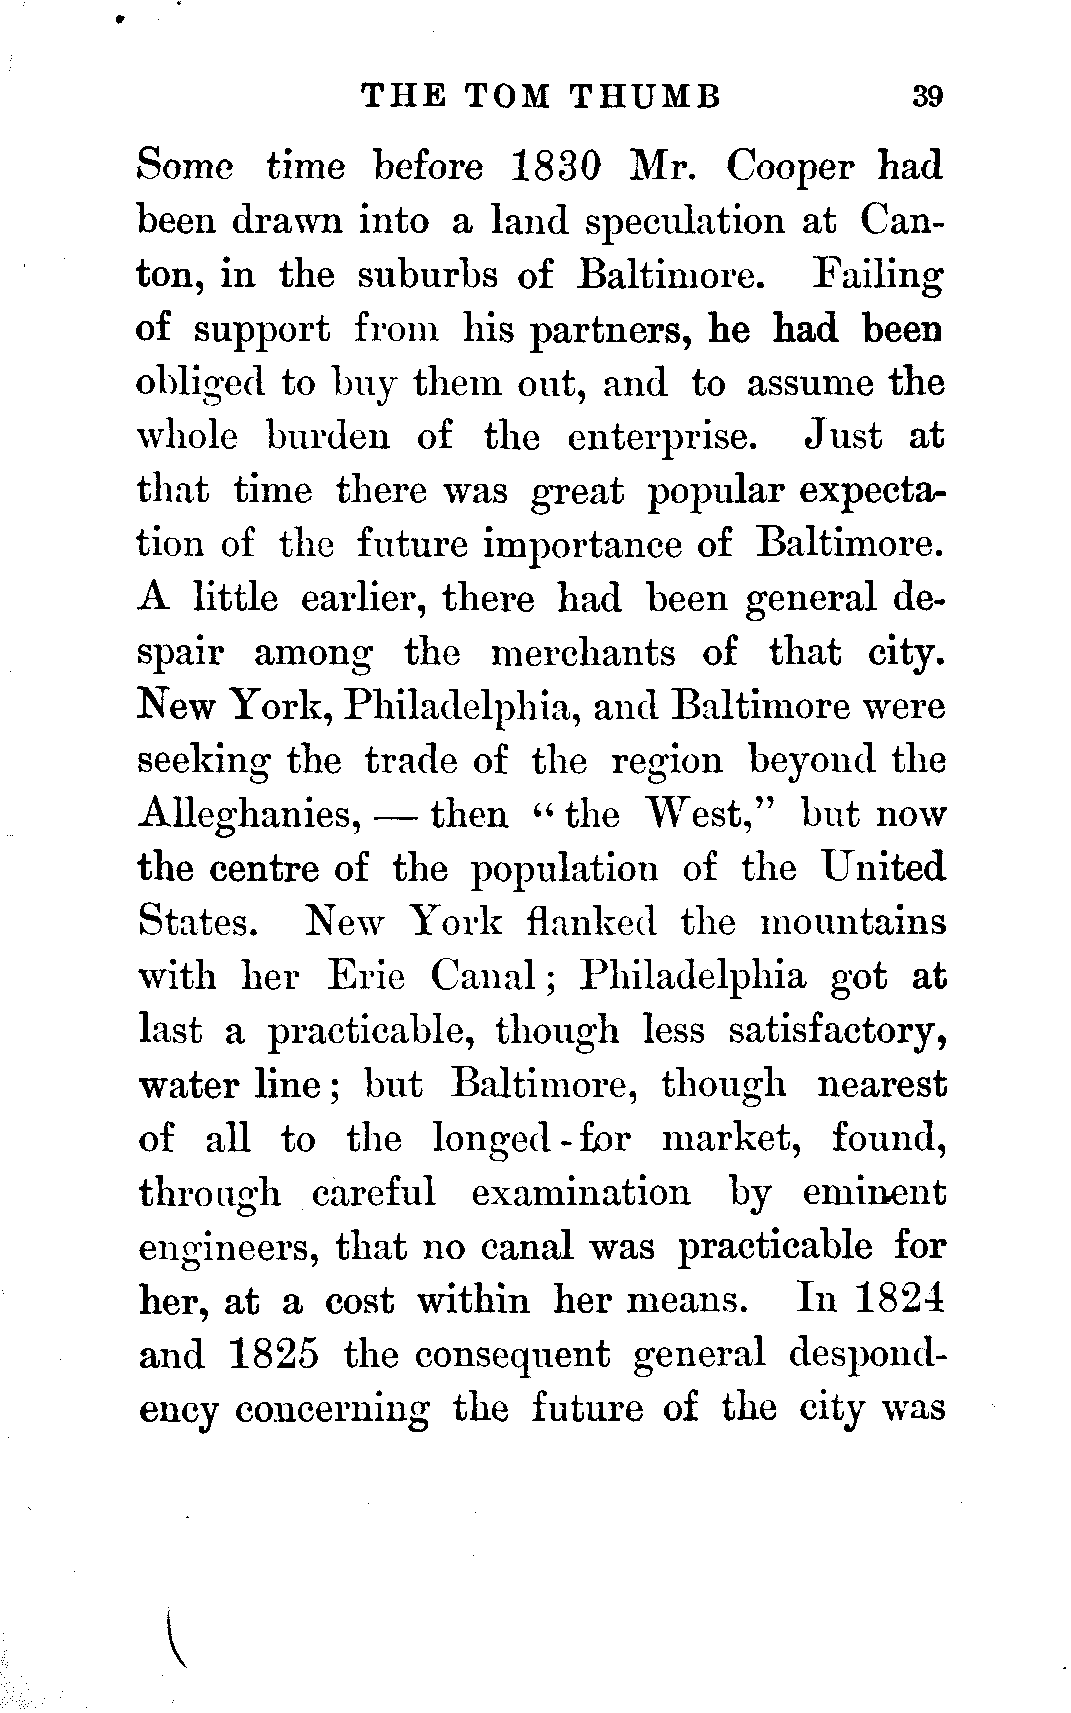 THE TOM THUMB 39
Some time before 1830 Mr. Cooper had
been drawn into a land speculation at Can-
ton, in the suburbs of Baltimore. Failing
of support from his partners, he had been
obliged to buy them out, and to assume the
whole burden of the enterprise. Just at
that time there was great popular expecta-
tion of the future importance of Baltimore.
A little earlier, there had been general de-
spair among the merchants of that city.
New York, Philadelphia, and Baltimore were
seeking the trade of the region beyond the
Alleghanies, — then “the West,” but now
the centre of the population of the United
States. New York flanked the mountains
with her Erie Canal; Philadelphia got at
last a practicable, though less satisfactory,
water line; but Baltimore, though nearest
of all to the longed-for market, found,
through careful examination by eminent
engineers, that no canal was practicable for
her, at a cost within her means. In 1824
and 1825 the consequent general despond-
ency concerning the future of the city was